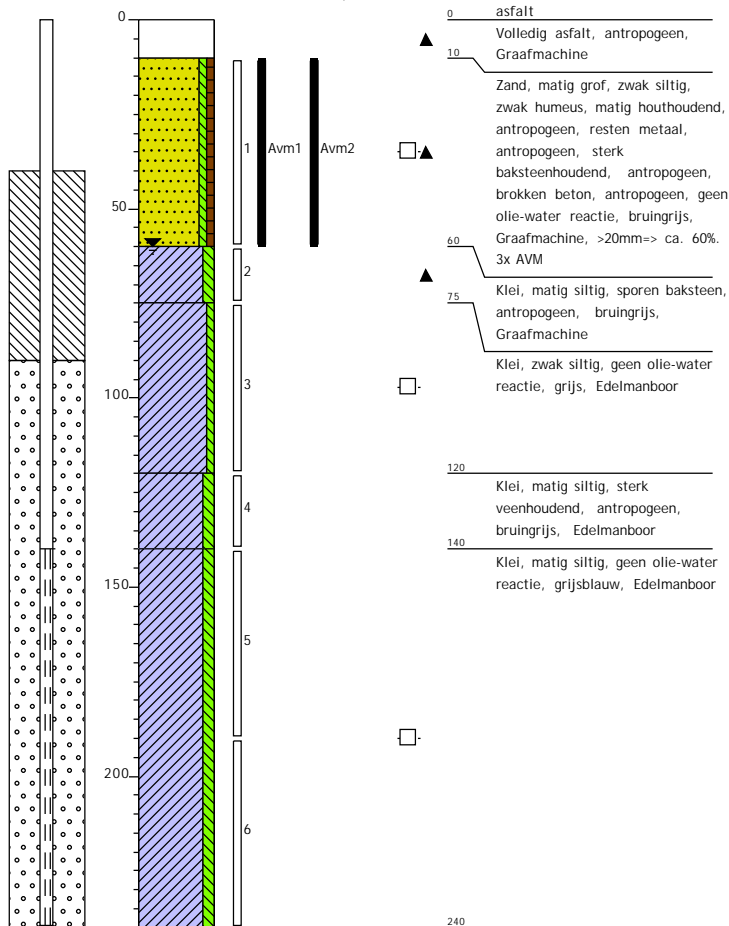 0
50
100
150
200
1
Avm1
Avm2
2
3
4
5
6
0
asfalt
Volledig asfalt, antropogeen,
Graafmachine
10
Zand, matig grof, zwak siltig,
zwak humeus, matig houthoudend,
antropogeen, resten metaal,
antropogeen, sterk
baksteenhoudend, antropogeen,
brokken beton, antropogeen, geen
olie-water reactie, bruingrijs,
Graafmachine, >20mm=> ca. 60%.
3x AVM
60
Klei, matig siltig, sporen baksteen,
antropogeen, bruingrijs,
Graafmachine
75
Klei, zwak siltig, geen olie-water
reactie, grijs, Edelmanboor
120
Klei, matig siltig, sterk
veenhoudend, antropogeen,
bruingrijs, Edelmanboor
140
Klei, matig siltig, geen olie-water
reactie, grijsblauw, Edelmanboor
240